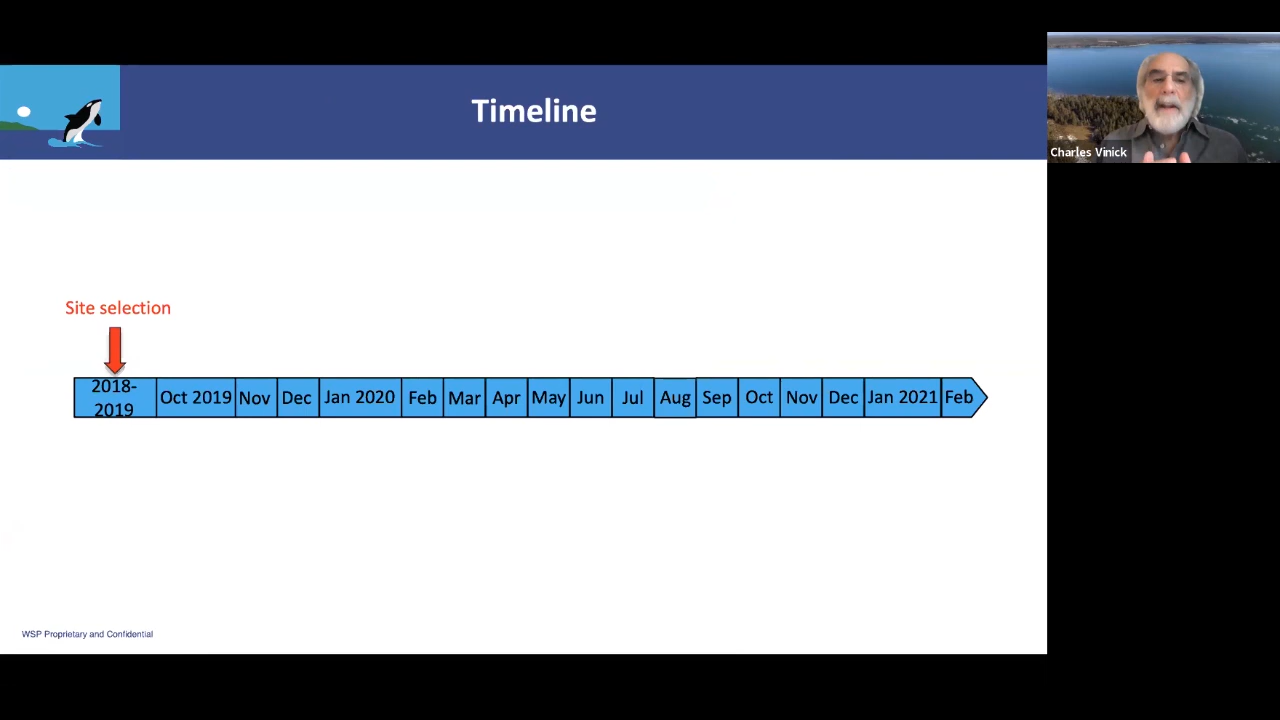 Timeline
Charles Vinick
Site selection
2018-
2019
Oct 2019 Nov Dec Jan 2020 Feb Mar Apr May Jun Jul Aug Sep Oct Nov Dec Jan 2021 Feb
WSP Proprietary and Confidential